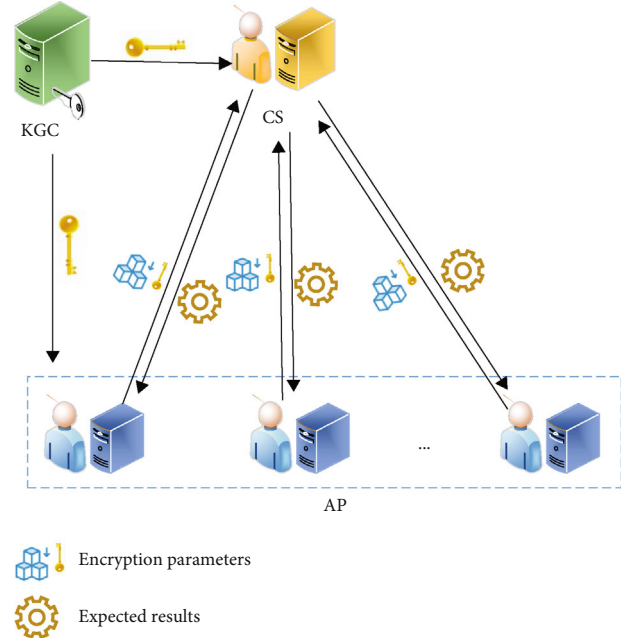 KGC
CS
...
AP
Encryption parameters
Expected results